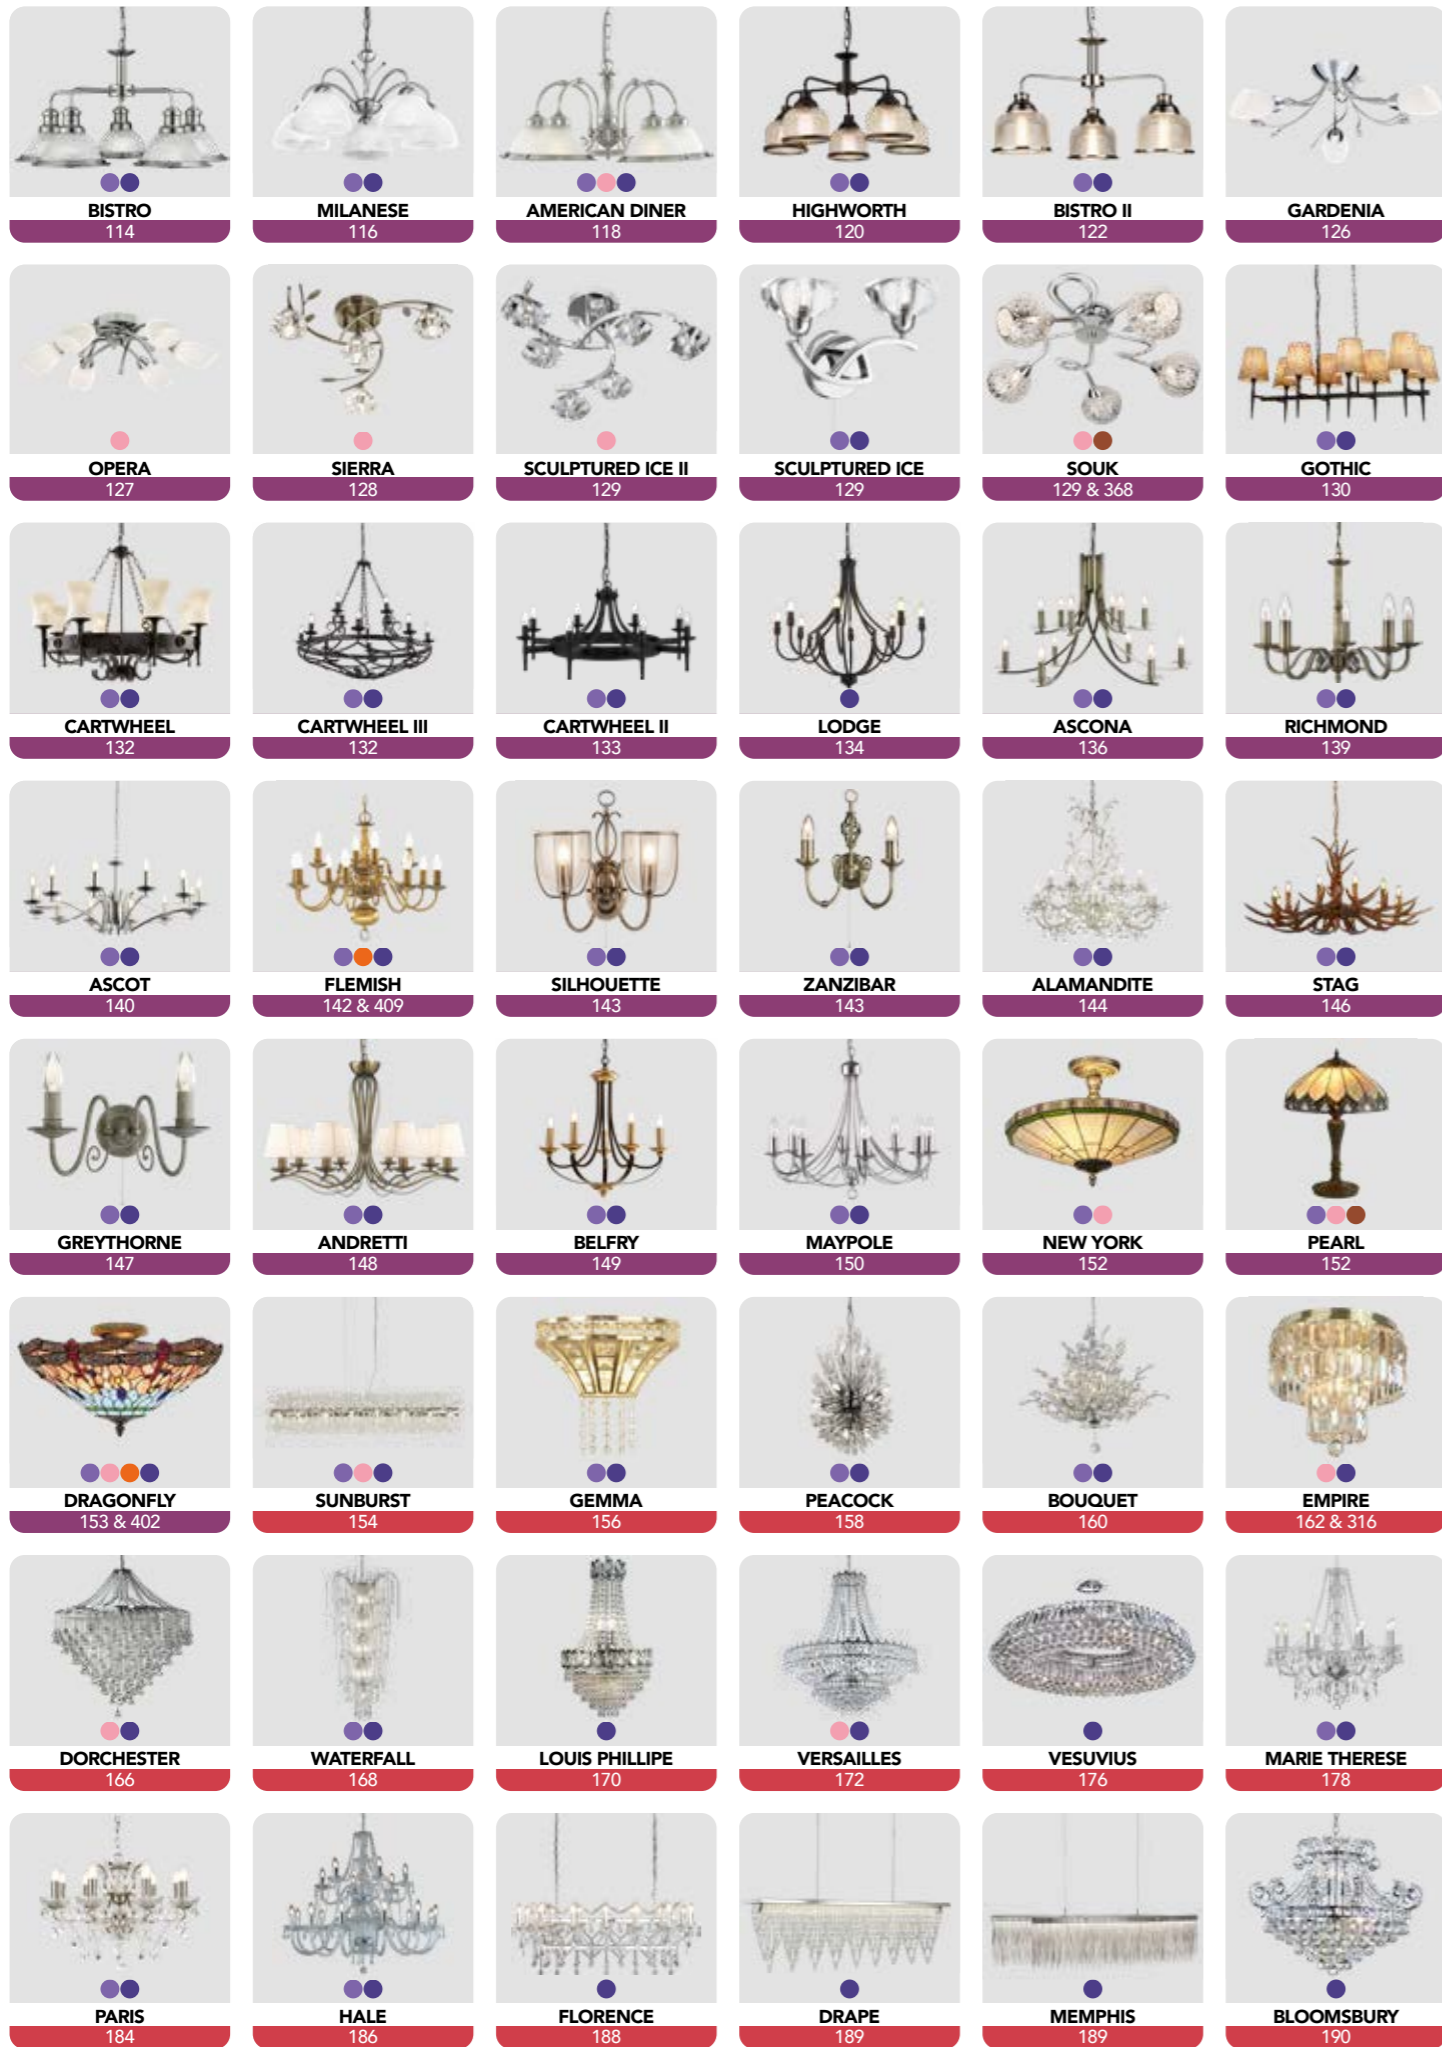 BISTRO
114
MILANESE
116
AMERICAN DINER
118
HIGHWORTH
120
BISTRO II
122
GARDENIA
126
OPERA
127
SIERRA
128
SCULPTURED ICE II
129
SCULPTURED ICE
129
SOUK
129 & 368
GOTHIC
130
CARTWHEEL
132
CARTWHEEL III
132
CARTWHEEL II
133
LODGE
134
ASCONA
136
RICHMOND
139
ASCOT
140
FLEMISH
142 & 409
SILHOUETTE
143
ZANZIBAR
143
ALAMANDITE
144
STAG
146
GREYTHORNE
147
ANDRETTI
148
BELFRY
149
MAYPOLE
150
NEW YORK
152
PEARL
152
DRAGONFLY
153 & 402
SUNBURST
154
GEMMA
156
PEACOCK
158
BOUQUET
160
EMPIRE
162 & 316
DORCHESTER
166
WATERFALL
168
LOUIS PHILLIPE
170
VERSAILLES
172
VESUVIUS
176
MARIE THERESE
178
PARIS
184
HALE
186
FLORENCE
188
DRAPE
189
MEMPHIS
189
BLOOMSBURY
190